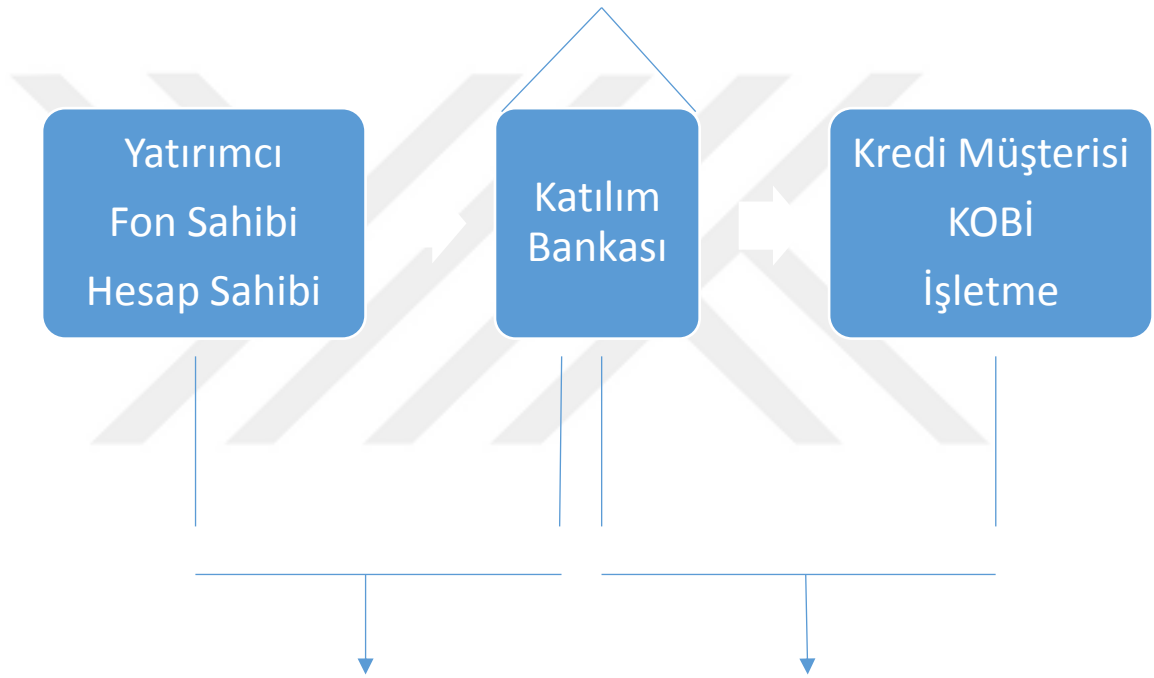 Yatırımcı
Fon Sahibi
Hesap Sahibi
Katılım
Bankası
Kredi Müşterisi
KOBİ
İşletme